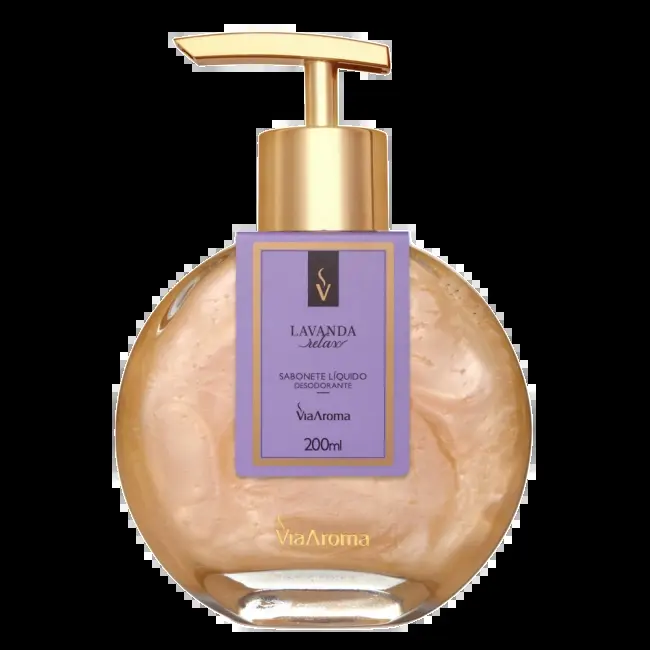 V
LAVANDA
relax
SABONETE LÍQUIDO
DESODORANTE
ViaAroma
200ml
ViaAroma